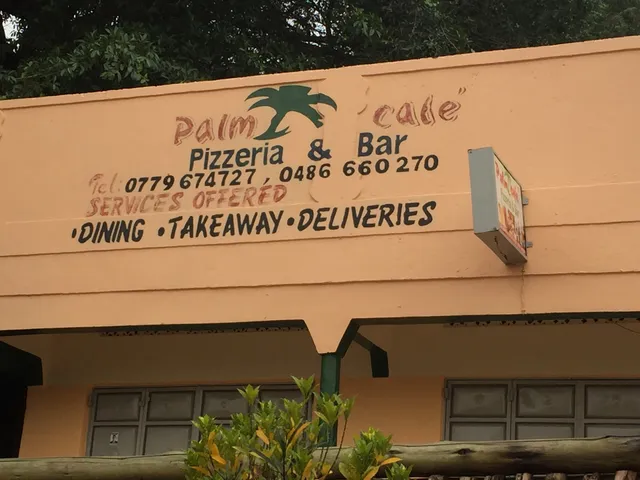 Palm Cafe"
Pizzeria & Bar
Tel: 0779 674727, 0486 660 270
SERVICES OFFERED
•DINING •TAKEAWAY •DELIVERIES